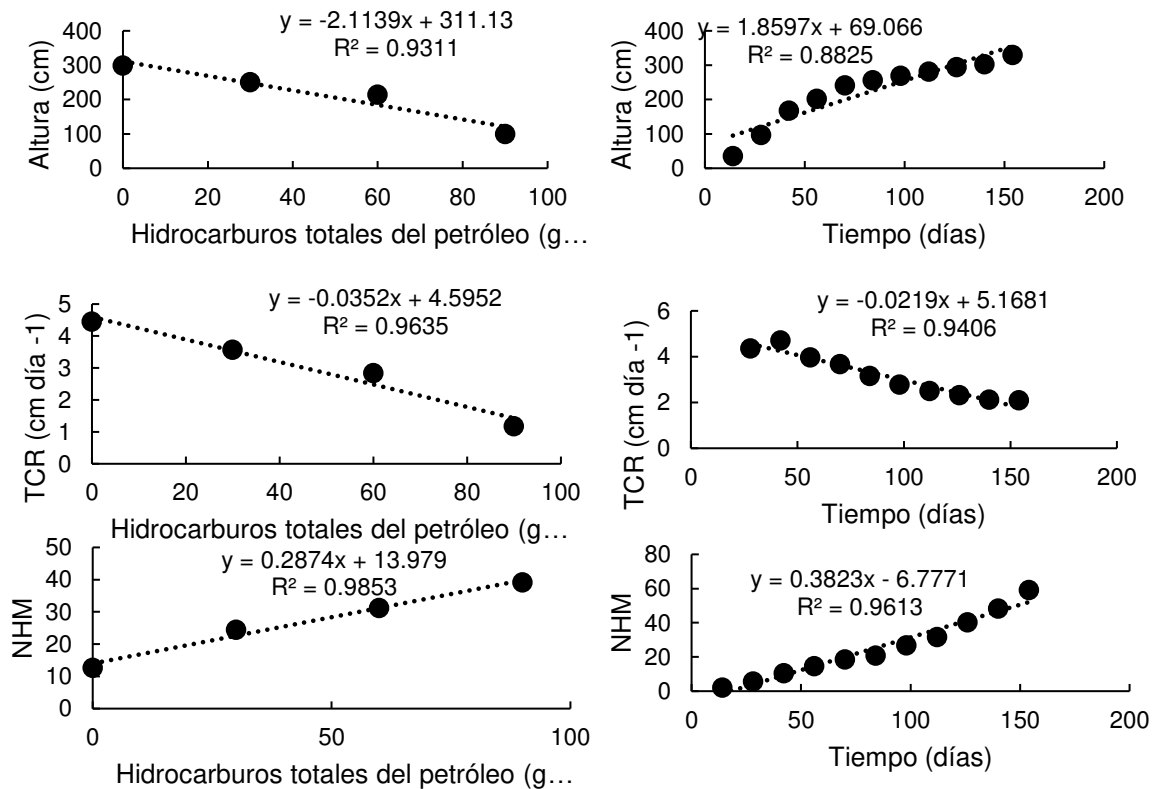 y = -2.1139x + 311.13
R² = 0.9311
400
300
200
100
0
Altura (cm)
0 20 40 60 80 100
Hidrocarburos totales del petróleo (g…
y = 1.8597x + 69.066
R² = 0.8825
400
300
200
100
0
Altura (cm)
0 50 100 150 200
Tiempo (días)
y = -0.0352x + 4.5952
R² = 0.9635
5
4
3
2
1
0
TCR (cm día -1)
0 20 40 60 80 100
Hidrocarburos totales del petróleo (g…
y = -0.0219x + 5.1681
R² = 0.9406
6
4
2
0
TCR (cm día -1)
0 50 100 150 200
Tiempo (días)
y = 0.2874x + 13.979
R² = 0.9853
50
40
30
20
10
0
NHM
0 50 100
Hidrocarburos totales del petróleo (g…
y = 0.3823x - 6.7771
R² = 0.9613
80
60
40
20
0
NHM
0 50 100 150 200
Tiempo (días)